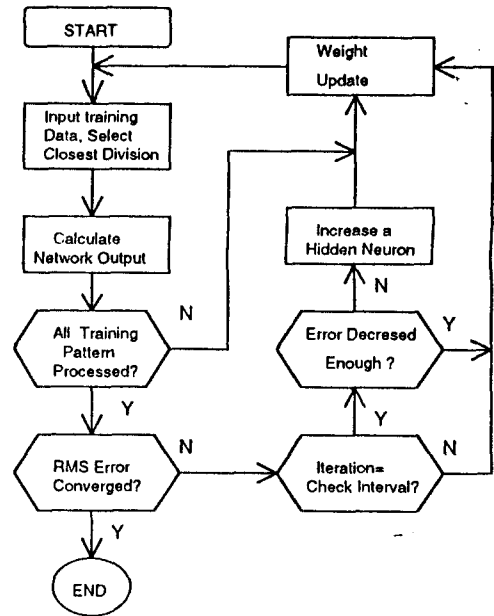 START
Weight
Update
Input training
Data, Select
Closest Division
Calculate
Network Output
Increase a
Hidden Neuron
N
N
All Training
Pattern
Processed?
Error Decresed
Enough ?
Y
Y
Y
N
N
RMS Error
Converged?
Iteration=
Check Interval?
Y
END